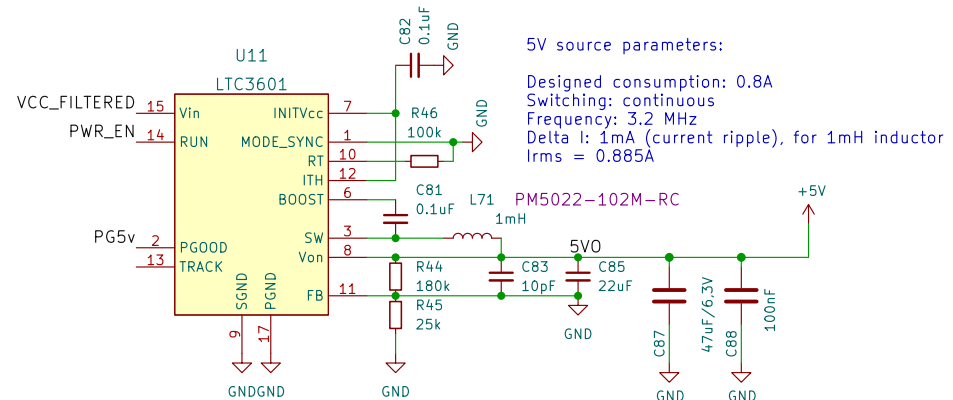 C82
0.1uF
GND
5V source parameters:
Designed consumption: 0.8A
Switching: continuous
Frequency: 3.2 MHz
Delta I: 1mA (current ripple), for 1mH inductor
Irms = 0.885A
U11
LTC3601
VCC_FILTERED 15 Vin
INITVcc 7
R46
100k
GND
PWR_EN 14 RUN
MODE_SYNC 1
RT 10
ITH 12
BOOST 6
C81
0.1uF
L71
1mH
PM5022-102M-RC
+5V
PG5v 2 PGOOD
13 TRACK
SW 3
Von 8
5VO
R44
180k
C83
10pF
C85
22uF
FB 11
R45
25k
SGND
PGND
9
17
GND
C87
47uF/6,3V
C88
100nF
GND
GND
GND
GND
GND